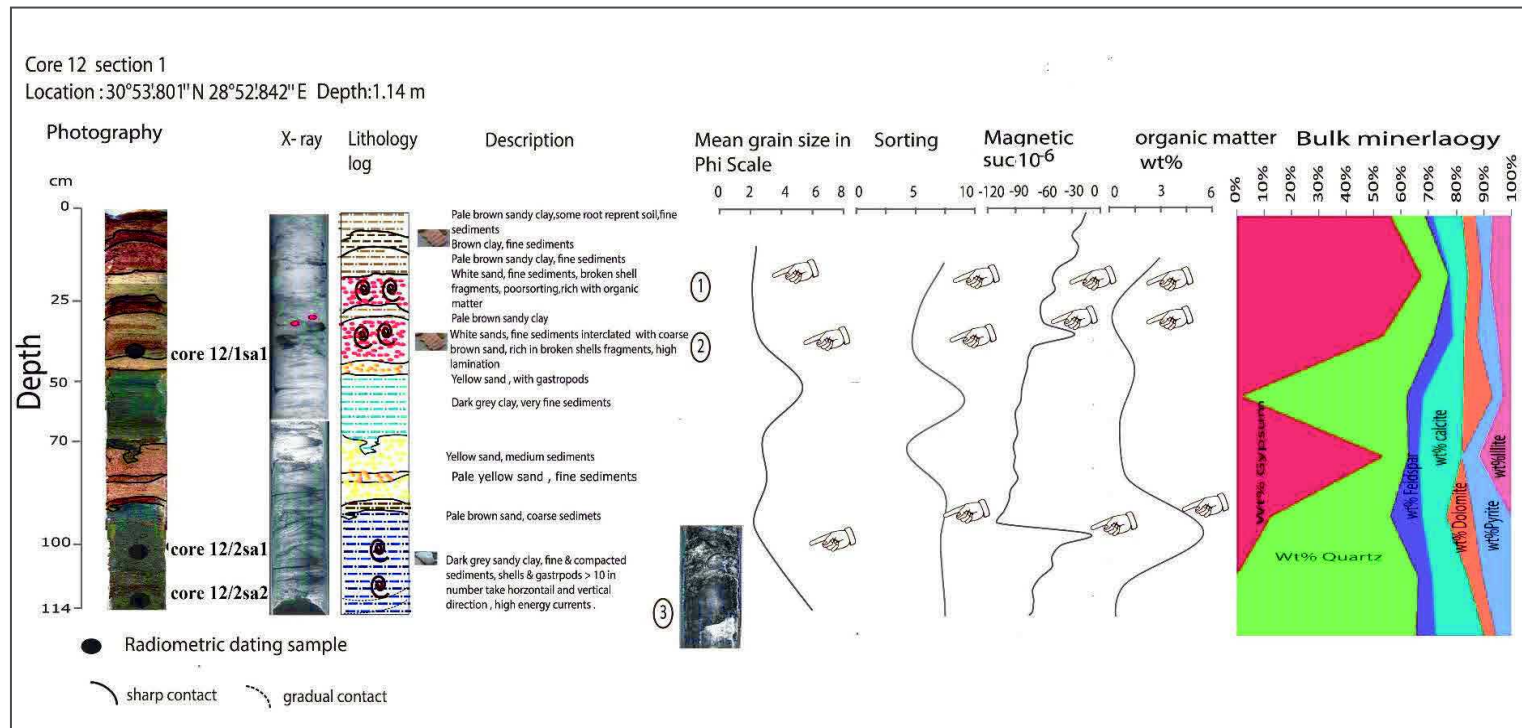 Core 12 section 1
Location : 30°53'.801" N 28°52'.842" E Depth:1.14 m
Photography
X- ray
Lithology
log
Description
Mean grain size in
Phi Scale
Sorting
Magnetic
suc·10-6
organic matter
wt%
Bulk minerlaogy
cm
0 2 4 6 8
0 5 10
-120 -90 -60 -30 0
0 3 6
0% 10% 20% 30% 40% 50% 60% 70% 80% 90% 100%
Depth
0
25
50
70
100
114
Pale brown sandy clay,some root reprent soil,fine
sediments
Brown clay, fine sediments
Pale brown sandy clay, fine sediments
White sand, fine sediments, broken shell
fragments, poorsorting,rich with organic
matter
Pale brown sandy clay
White sands, fine sediments interclated with coarse
brown sand, rich in broken shells fragments, high
lamination
Yellow sand , with gastropods
Dark grey clay, very fine sediments
Yellow sand, medium sediments
Pale yellow sand , fine sediments
Pale brown sand, coarse sedimets
Dark grey sandy clay, fine & compacted
sediments, shells & gastrpods > 10 in
number take horzontail and vertical
direction , high energy currents .
1
2
3
core 12/1sa1
core 12/2sa1
core 12/2sa2
Wt% Gypsum
Wt% Quartz
wt% Feldspar
wt% calcite
wt% Dolomite
wt%Pyrite
wt%Illite
Radiometric dating sample
sharp contact
gradual contact